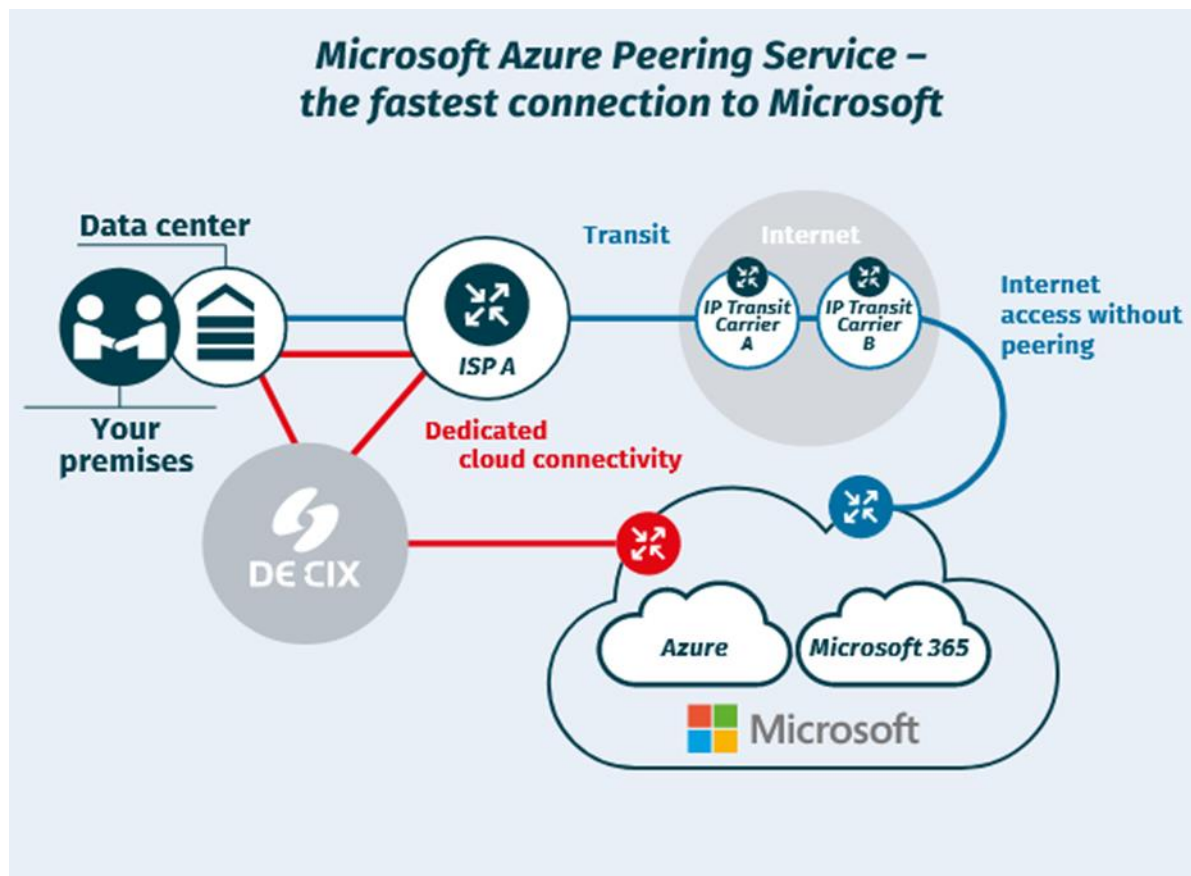 Microsoft Azure Peering Service –
the fastest connection to Microsoft
Data center
Your
premises
ISP A
Transit
Internet
IP Transit
Carrier
A
IP Transit
Carrier
B
Internet
access without
peering
Dedicated
cloud connectivity
DE CIX
Azure
Microsoft 365
Microsoft